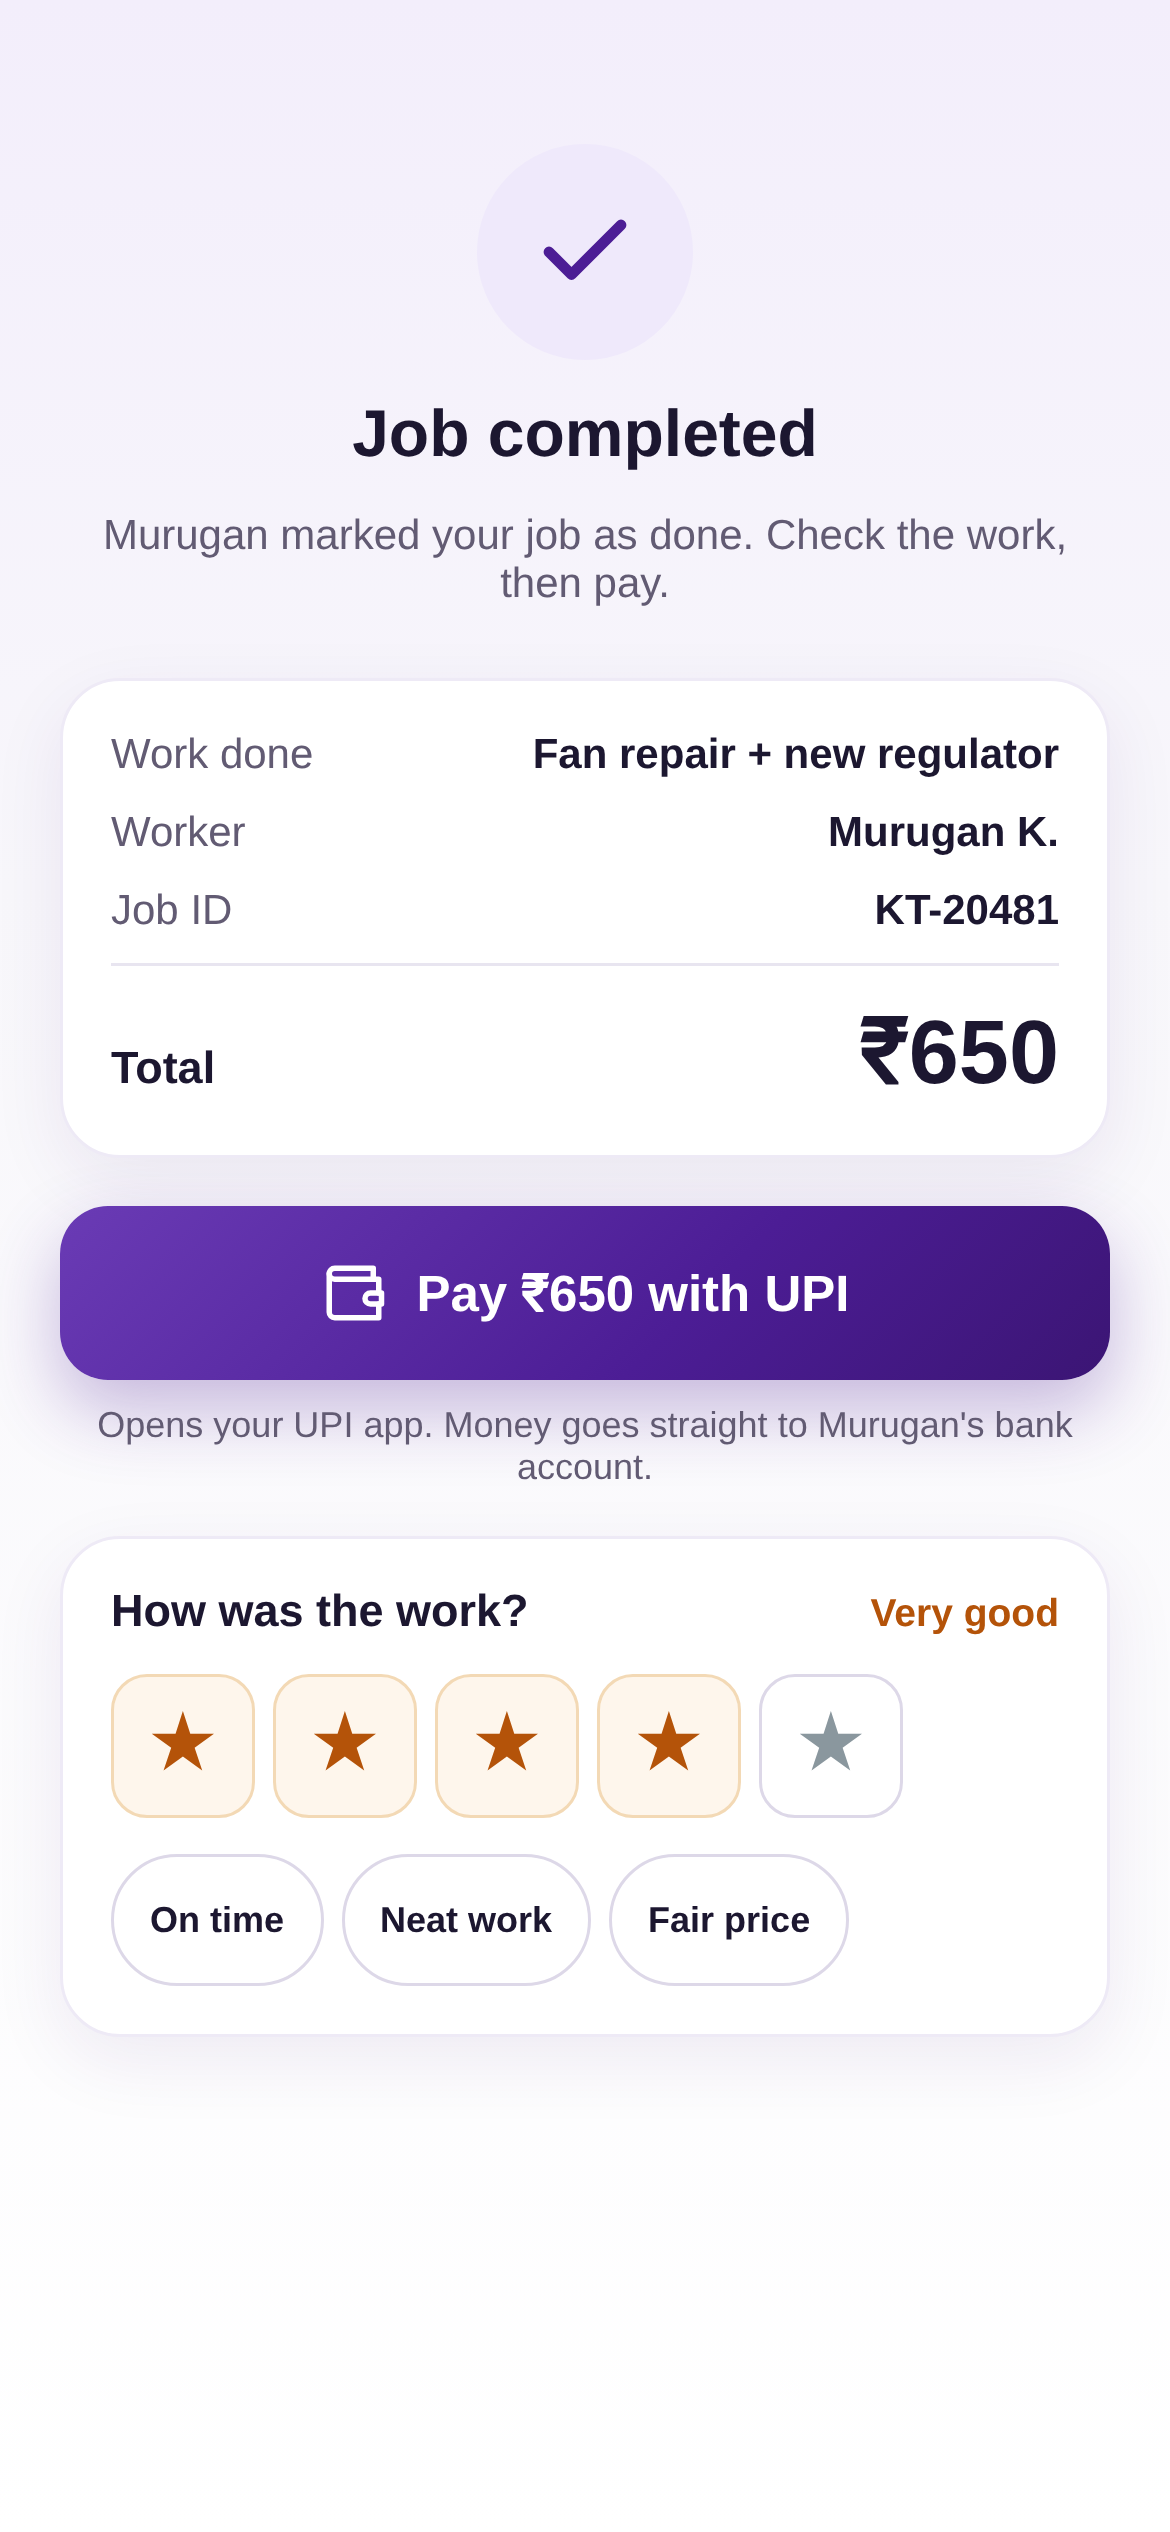 Job completed
Murugan marked your job as done. Check the work,
then pay.
Work done Fan repair + new regulator
Worker Murugan K.
Job ID KT-20481
Total ₹650
Pay ₹650 with UPI
Opens your UPI app. Money goes straight to Murugan's bank
account.
How was the work? Very good
On time Neat work Fair price